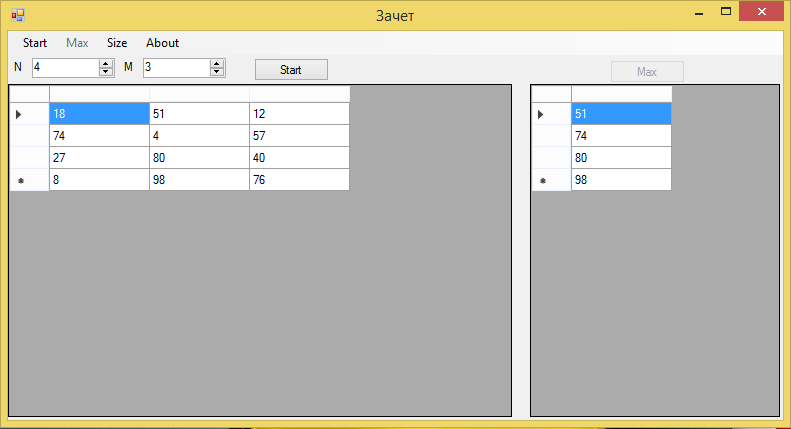 Зачет
Start Max Size About
N 4 M 3 Start Max
18 51 12 51
74 4 57 74
27 80 40 80
8 98 76 98